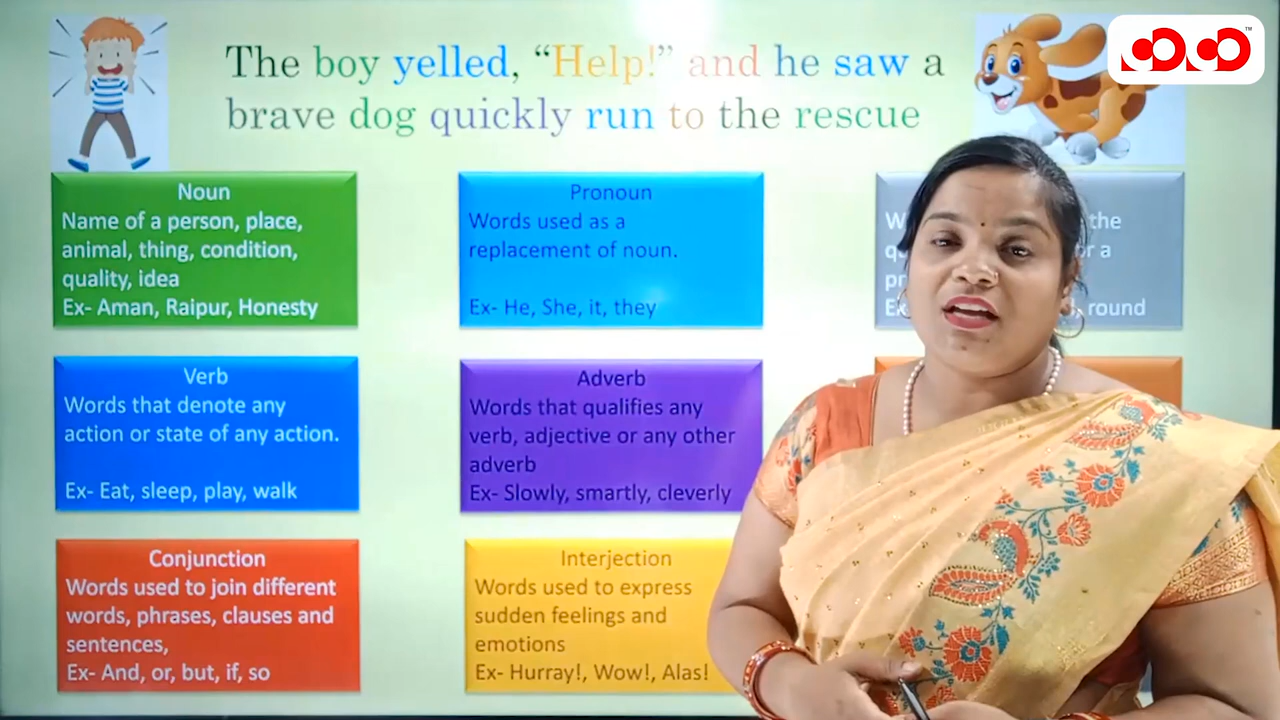 The boy yelled, “Help!” and he saw a
brave dog quickly run to the rescue
Noun
Name of a person, place,
animal, thing, condition,
quality, idea
Ex- Aman, Raipur, Honesty
Pronoun
Words used as a
replacement of noun.
Ex- He, She, it, they
the
or a
round
Verb
Words that denote any
action or state of any action.
Ex- Eat, sleep, play, walk
Adverb
Words that qualifies any
verb, adjective or any other
adverb
Ex- Slowly, smartly, cleverly
Conjunction
Words used to join different
words, phrases, clauses and
sentences,
Ex- And, or, but, if, so
Interjection
Words used to express
sudden feelings and
emotions
Ex- Hurray!, Wow!, Alas!